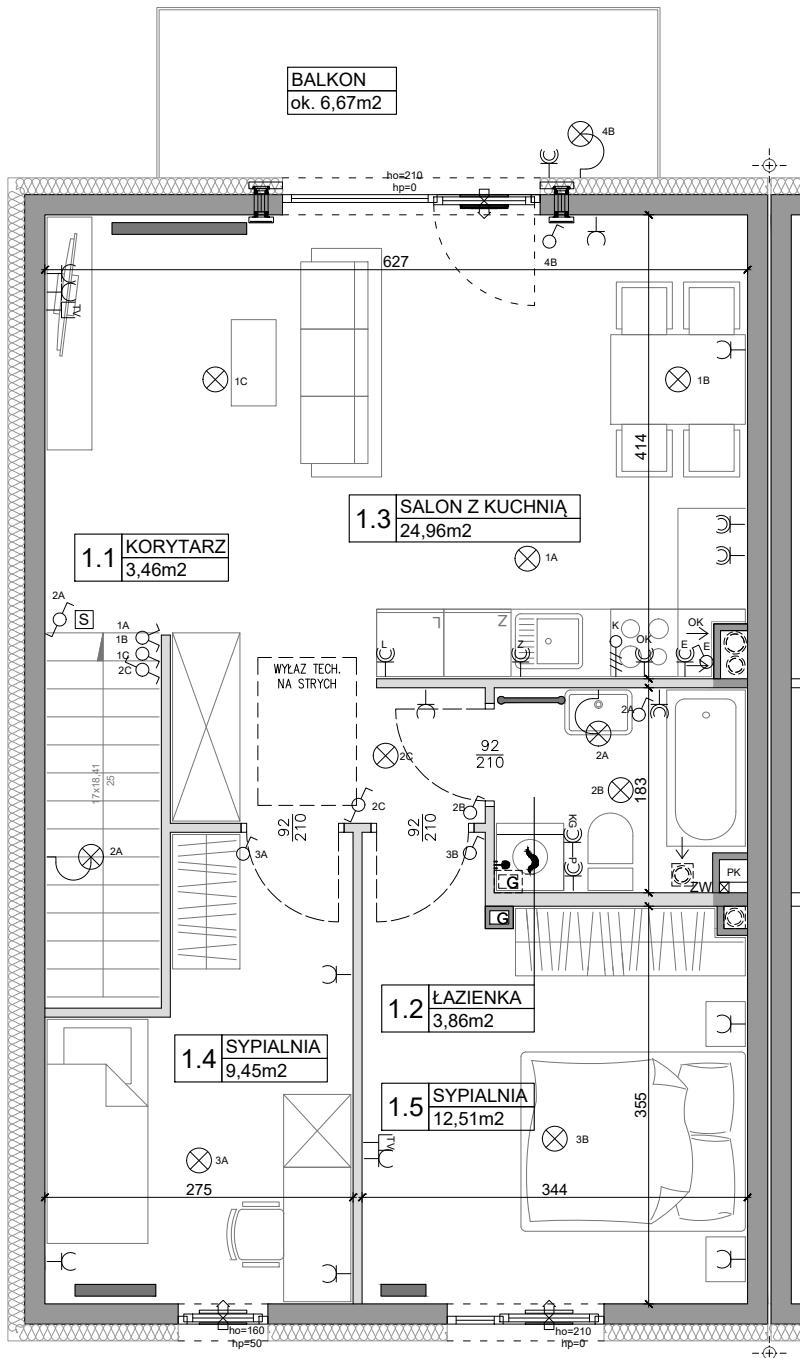 BALKON
ok. 6,67m2
4B
ho=210
hp=0
4B
627
TV
1C
1B
414
1.3
SALON Z KUCHNIĄ
24,96m2
1.1
KORYTARZ
3,46m2
1A
2A
S
1A
1B
1C
2C
L
Z
L
Z
K
OK
E
OK
E
WYŁAZ TECH.
NA STRYCH
2A
2A
92
210
2C
2B
183
17x18,41
25
2C
2B
92
210
92
210
3A
3B
2A
KG
P
G
PK
ZW
G
1.2
ŁAZIENKA
3,86m2
1.4
SYPIALNIA
9,45m2
1.5
SYPIALNIA
12,51m2
355
TV
3A
3B
275
344
ho=160
hp=50
ho=210
hp=0